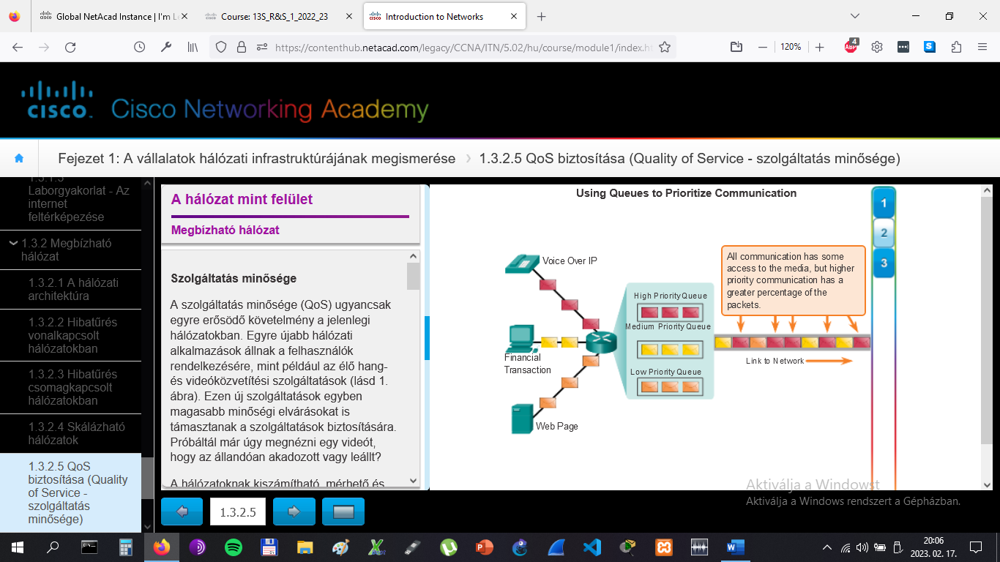 Global NetAcad Instance | I'm Le
Course: 13S_R&S_1_2022_23
Introduction to Networks
https://contenthub.netacad.com/legacy/CCNA/ITN/5.02/hu/course/module1/index.ht
120%
ABP
4
S
CISCO
Cisco Networking Academy
Fejezet 1: A vállalatok hálózati infrastruktúrájának megismerése
1.3.2.5 QoS biztosítása (Quality of Service - szolgáltatás minősége)
1.3.1.3
Laborgyakorlat - Az
internet
feltérképezése
1.3.2 Megbízható
hálózat
1.3.2.1 A hálózati
architektúra
1.3.2.2 Hibatűrés
vonalkapcsolt
hálózatokban
1.3.2.3 Hibatűrés
csomagkapcsolt
hálózatokban
1.3.2.4 Skálázható
hálózatok
1.3.2.5 QoS
biztosítása (Quality
of Service -
szolgáltatás
minősége)
A hálózat mint felület
Megbízható hálózat
Szolgáltatás minősége
A szolgáltatás minősége (QoS) ugyancsak
egyre erősödő követelmény a jelenlegi
hálózatokban. Egyre újabb hálózati
alkalmazások állnak a felhasználók
rendelkezésére, mint például az élő hang-
és videóközvetítési szolgáltatások (lásd 1.
ábra). Ezen új szolgáltatások egyben
magasabb minőségi elvárásokat is
támasztanak a szolgáltatások biztosítására.
Próbáltál már úgy megnézni egy videót,
hogy az állandóan akadozott vagy leállt?
A hálózatoknak kiszámítható, mérhető és
1.3.2.5
Using Queues to Prioritize Communication
Voice Over IP
Financial
Transaction
Web Page
High Priority Queue
Medium Priority Queue
Low Priority Queue
All communication has some
access to the media, but higher
priority communication has a
greater percentage of the
packets.
Link to Network
1
2
3
Aktiválja a Windowst
Aktiválja a Windows rendszert a Gépházban.
20:06
2023. 02. 17.